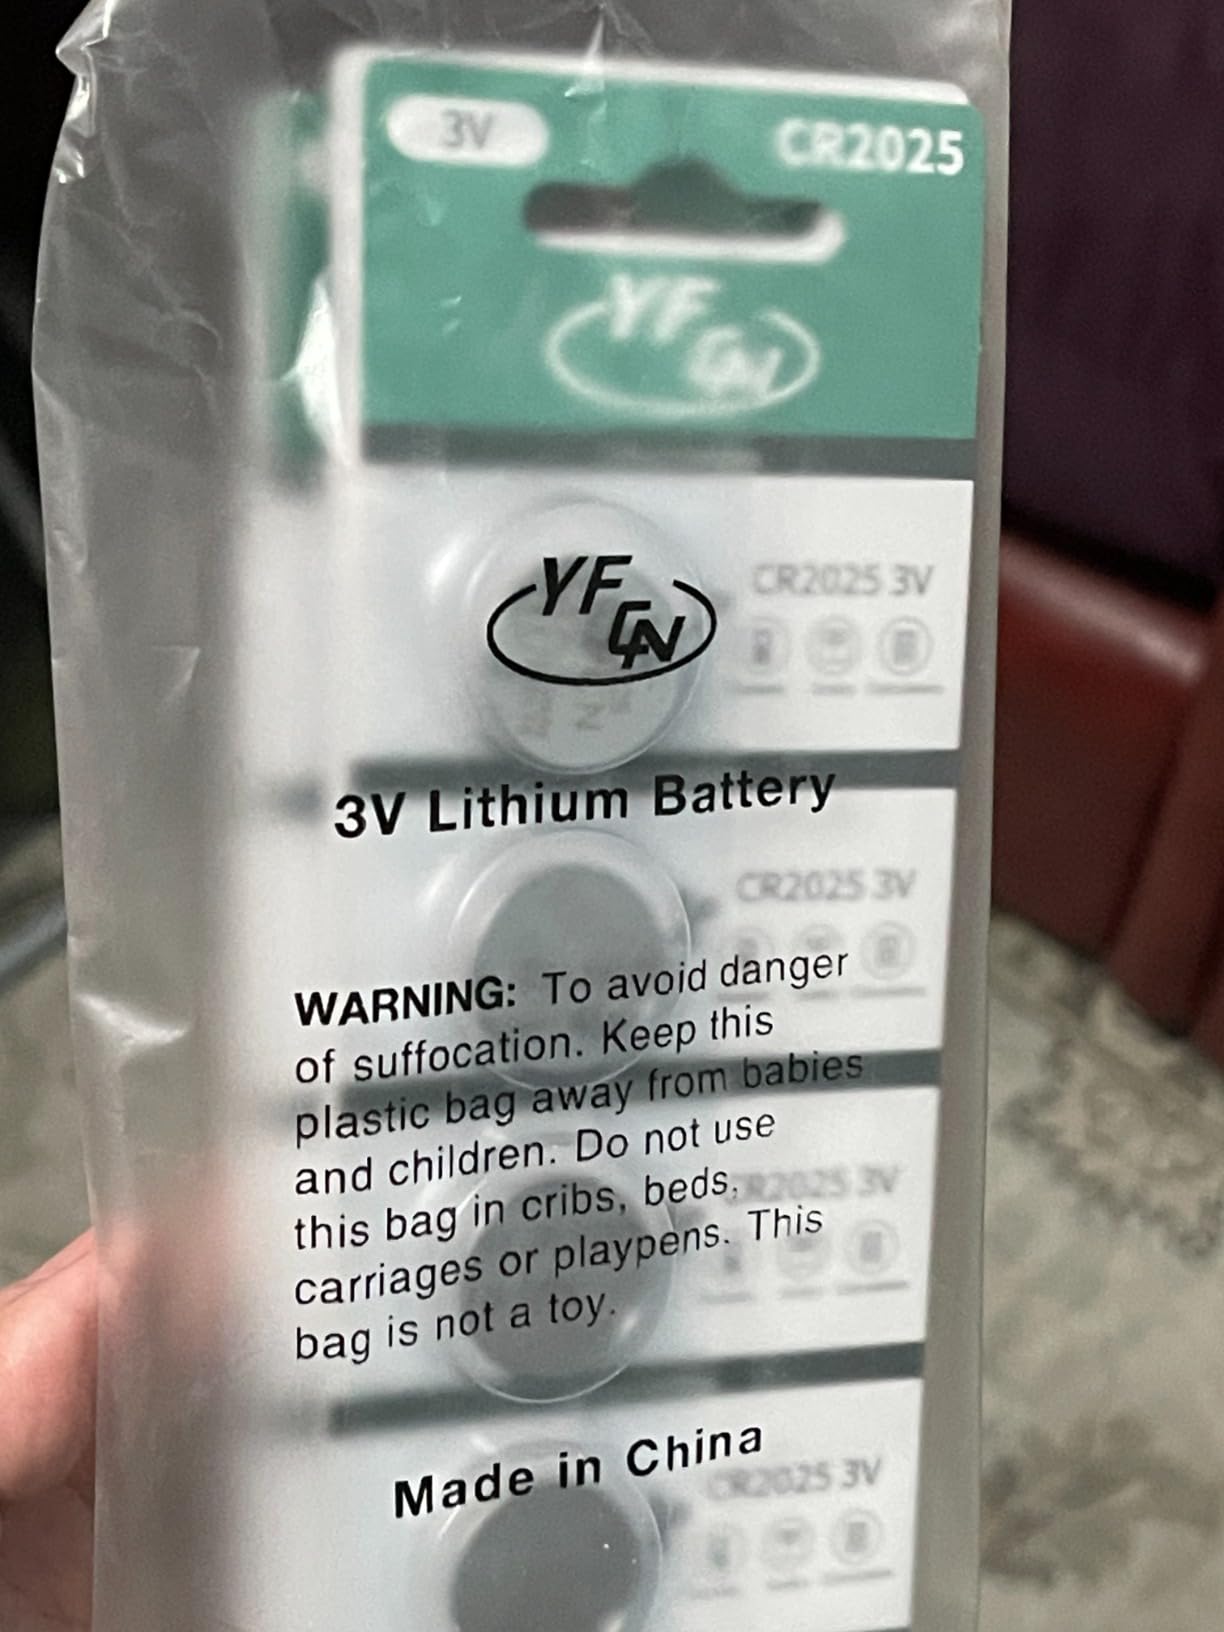 3V
CR2025
YF
CN
CR2025 3V
YF
CN
3V Lithium Battery
CR2025 3V
WARNING: To avoid danger
of suffocation. Keep this
plastic bag away from babies
and children. Do not use
this bag in cribs, beds,
CR2025 3V
carriages or playpens. This
bag is not a toy.
Made in China
CR2025 3V